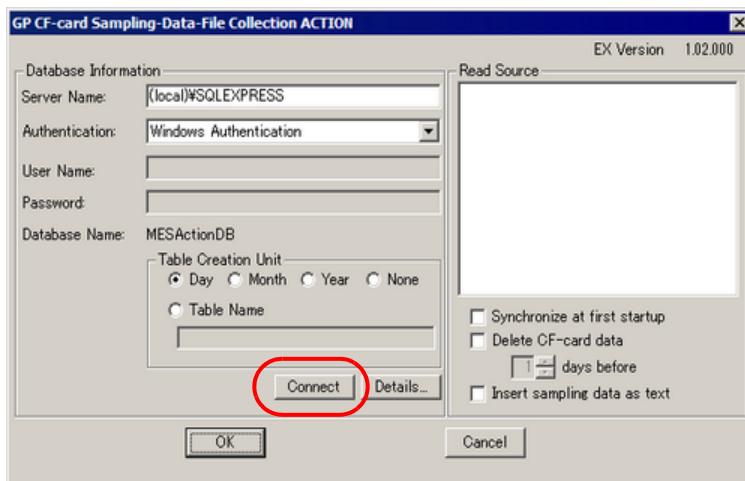 GP CF-card Sampling-Data-File Collection ACTION
EX Version 1.02.000
Database Information
Server Name: (local)¥SQLEXPRESS
Authentication: Windows Authentication
User Name:
Password:
Database Name: MESActionDB
Table Creation Unit
Day Month Year None
Table Name
Connect Details...
Read Source
Synchronize at first startup
Delete CF-card data
1 days before
Insert sampling data as text
OK Cancel